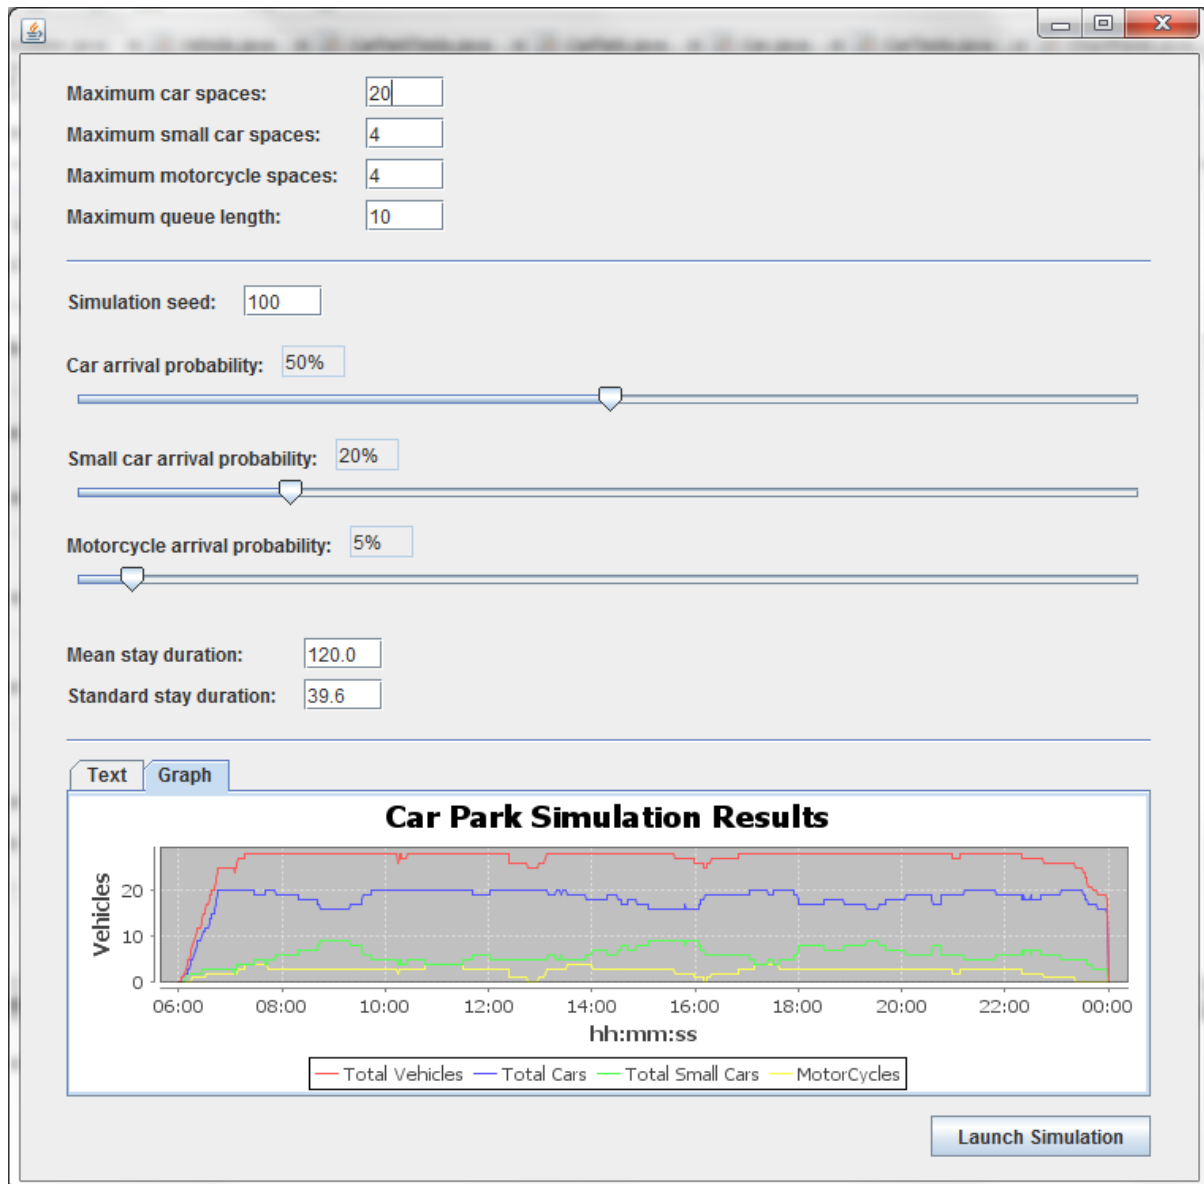 Maximum car spaces: 20
Maximum small car spaces: 4
Maximum motorcycle spaces: 4
Maximum queue length: 10
Simulation seed: 100
Car arrival probability: 50%
Small car arrival probability: 20%
Motorcycle arrival probability: 5%
Mean stay duration: 120.0
Standard stay duration: 39.6
Text Graph
Car Park Simulation Results
Vehicles
20
10
0
06:00 08:00 10:00 12:00 14:00 16:00 18:00 20:00 22:00 00:00
hh:mm:ss
Total Vehicles Total Cars Total Small Cars MotorCycles
Launch Simulation